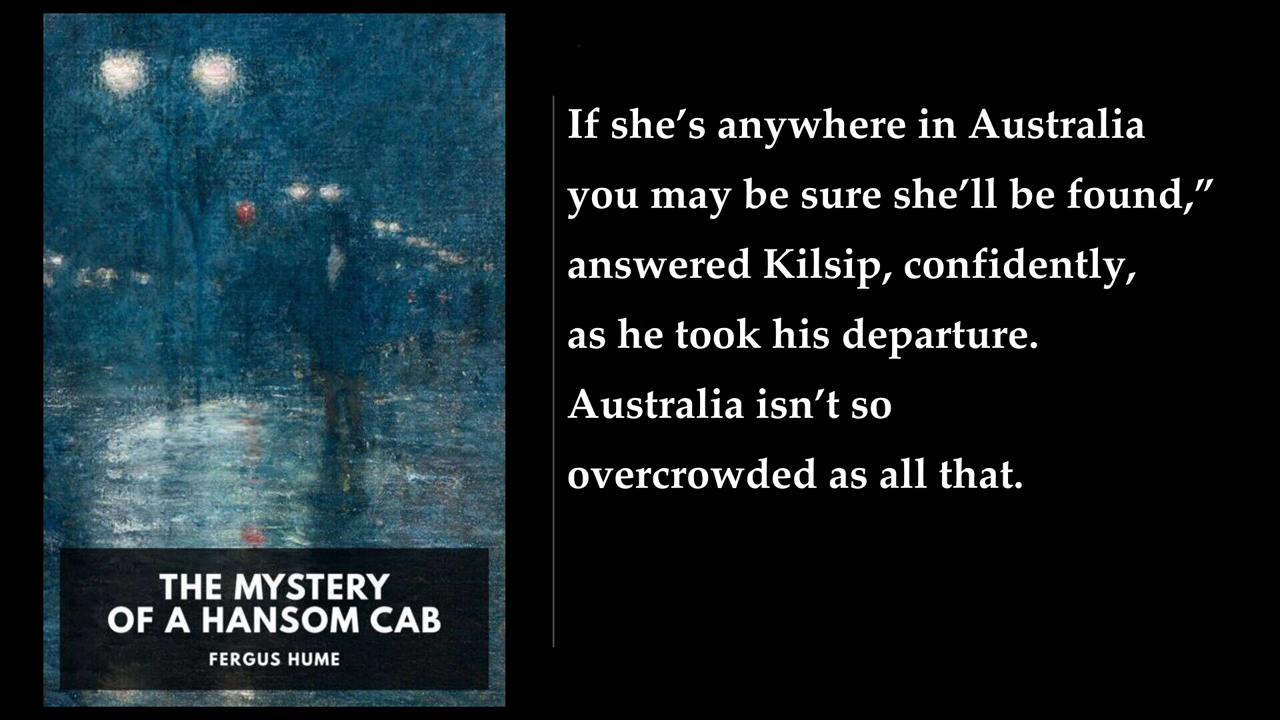 THE MYSTERY
OF A HANSOM CAB
FERGUS HUME
If she’s anywhere in Australia
you may be sure she’ll be found,”
answered Kilsip, confidently,
as he took his departure.
Australia isn’t so
overcrowded as all that.